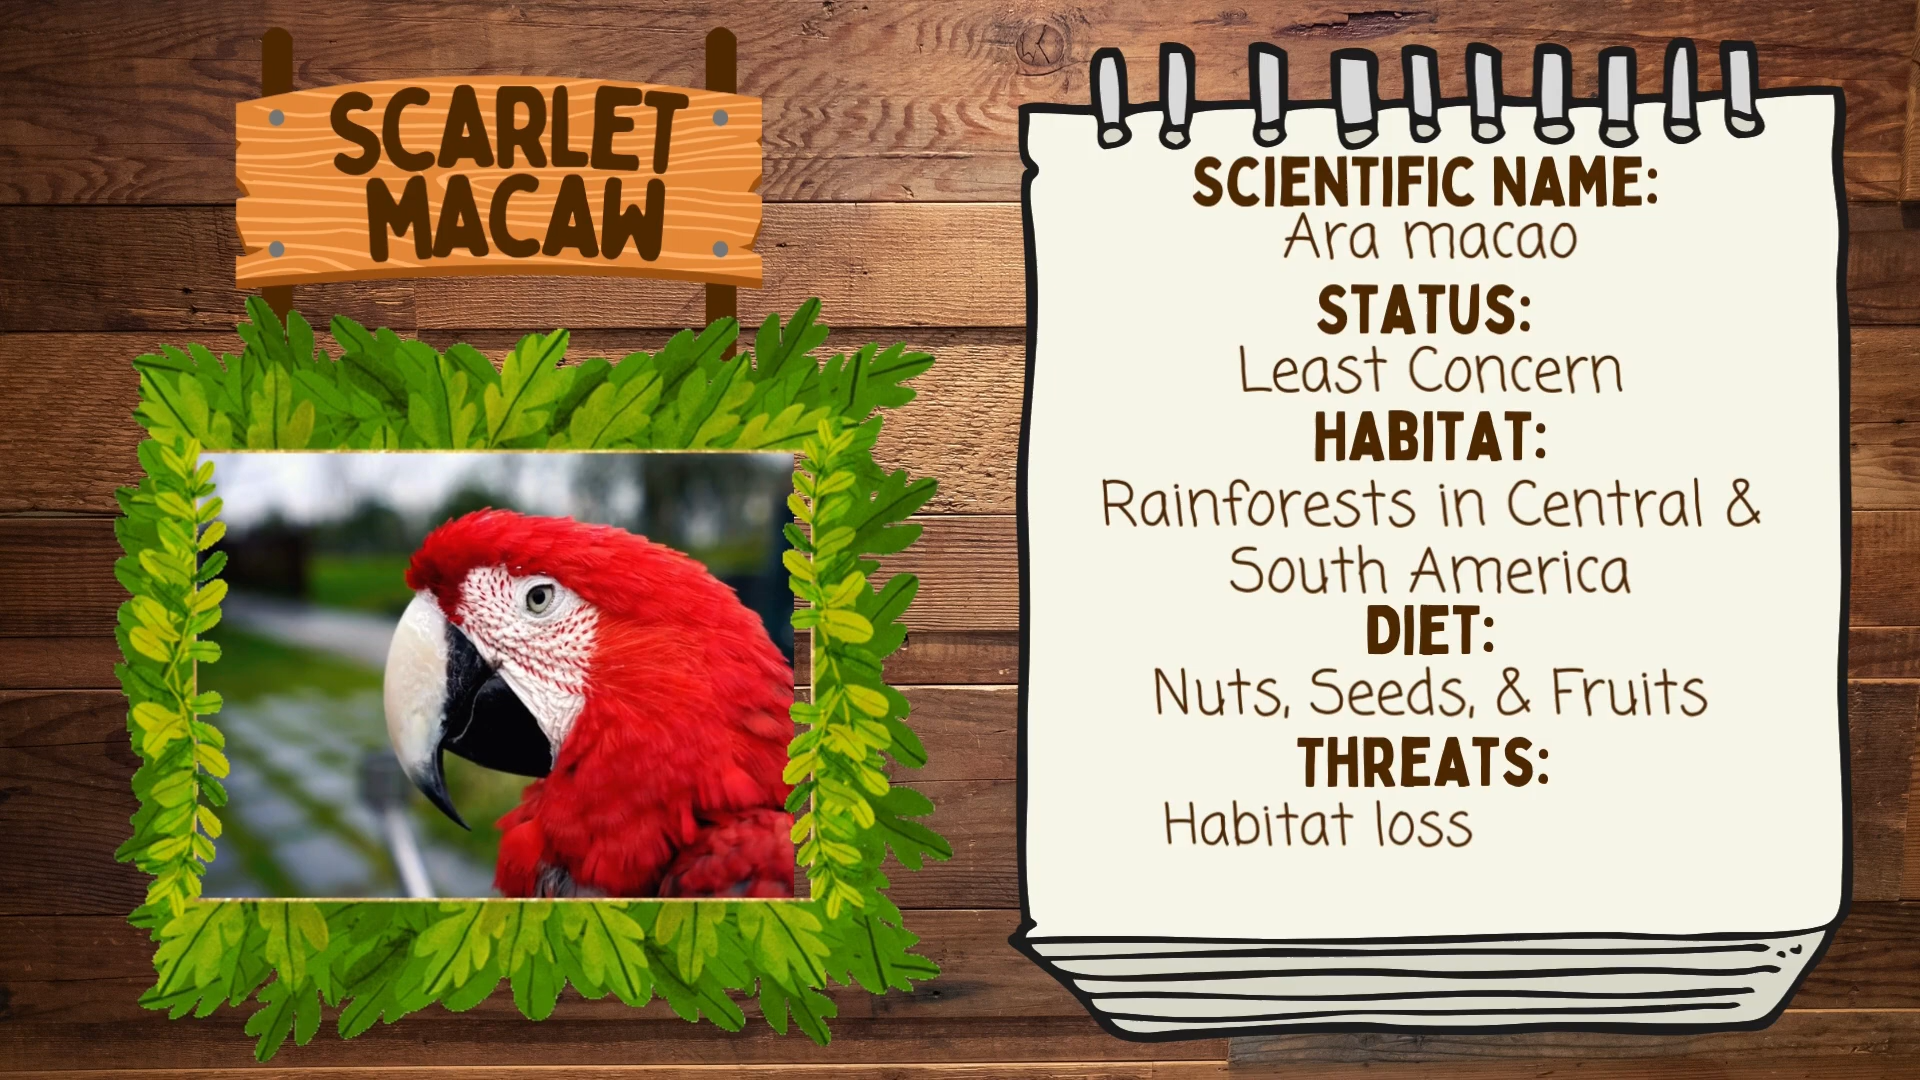 SCARLET
MACAW
SCIENTIFIC NAME:
Ara macao
STATUS:
Least Concern
HABITAT:
Rainforests in Central &
South America
DIET:
Nuts, Seeds, & Fruits
THREATS:
Habitat loss